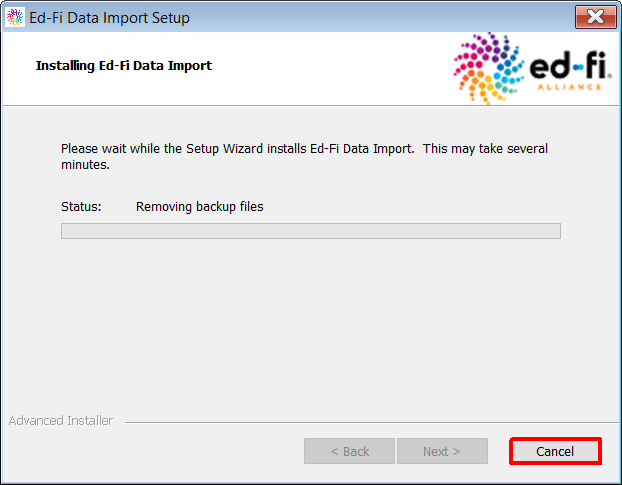 Ed-Fi Data Import Setup
Installing Ed-Fi Data Import
ed-fi®
ALLIANCE
Please wait while the Setup Wizard installs Ed-Fi Data Import. This may take several
minutes.
Status: Removing backup files
Advanced Installer
< Back Next > Cancel